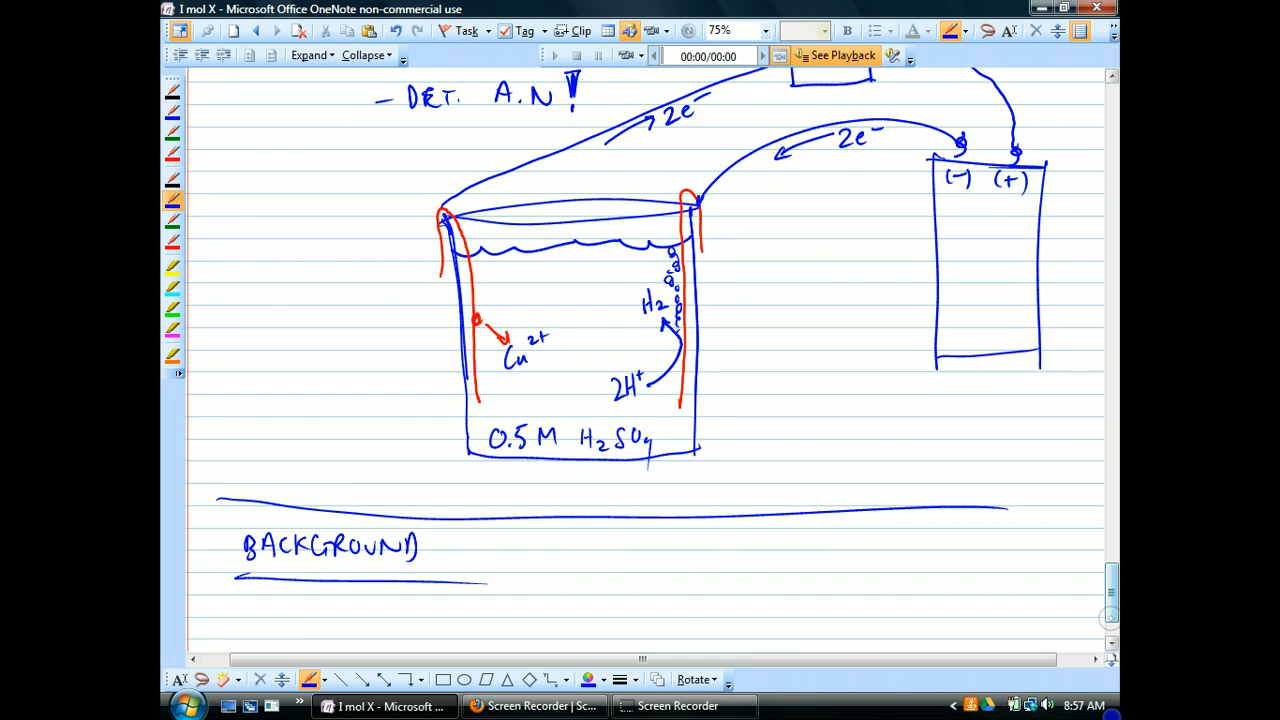 I mol X - Microsoft Office OneNote non-commercial use
Task Tag Clip 75%
Expand Collapse 00:00/00:00 See Playback
- DET. A.N!
2e⁻
2e⁻
(-) (+)
H₂
Cu²⁺
2H⁺
0.5 M H₂SO₄
BACKGROUND
Rotate
I mol X - Microsoft ... Screen Recorder | Sc... Screen Recorder 8:57 AM